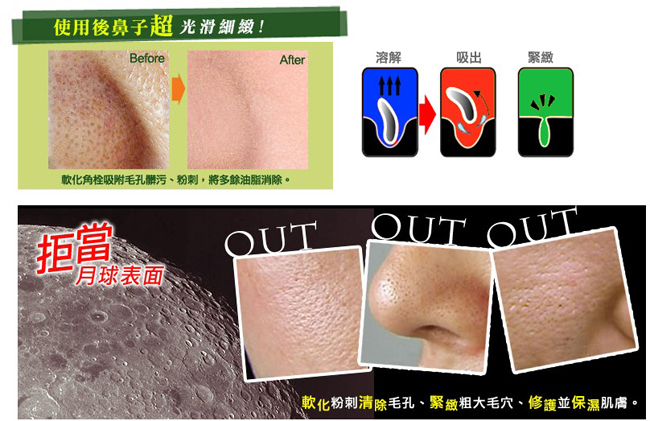 使用後鼻子超光滑細緻!
Before
After
軟化角栓吸附毛孔髒污、粉刺，將多餘油脂消除。
溶解
吸出
緊緻
拒當
月球表面
OUT
OUT
OUT
軟化粉刺清除毛孔、緊緻粗大毛穴、修護並保濕肌膚。